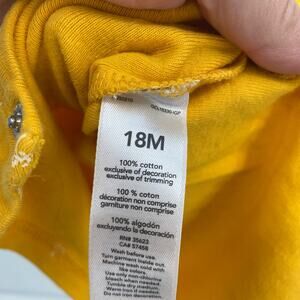 18M
100% cotton
exclusive of decoration
exclusive of trimming
100 % coton
décoration non comprise
garniture non comprise
100% algodón
excluyendo la decoración
RN# 35623
CA# 57458
Wash before use.
Turn garment inside out.
Machine wash cold with
like colors.
Use only non-chlorine
bleach when needed.
Tumble dry
Warm iron if needed.
Do not iron decoration.